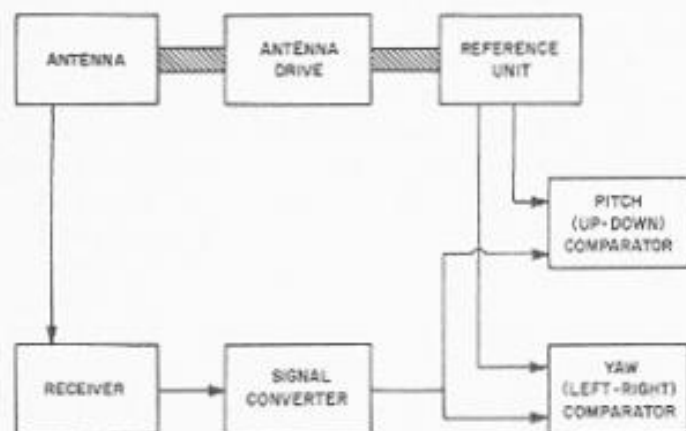 ANTENNA
ANTENNA
DRIVE
REFERENCE
UNIT
PITCH
(UP-DOWN)
COMPARATOR
RECEIVER
SIGNAL
CONVERTER
YAW
(LEFT-RIGHT)
COMPARATOR